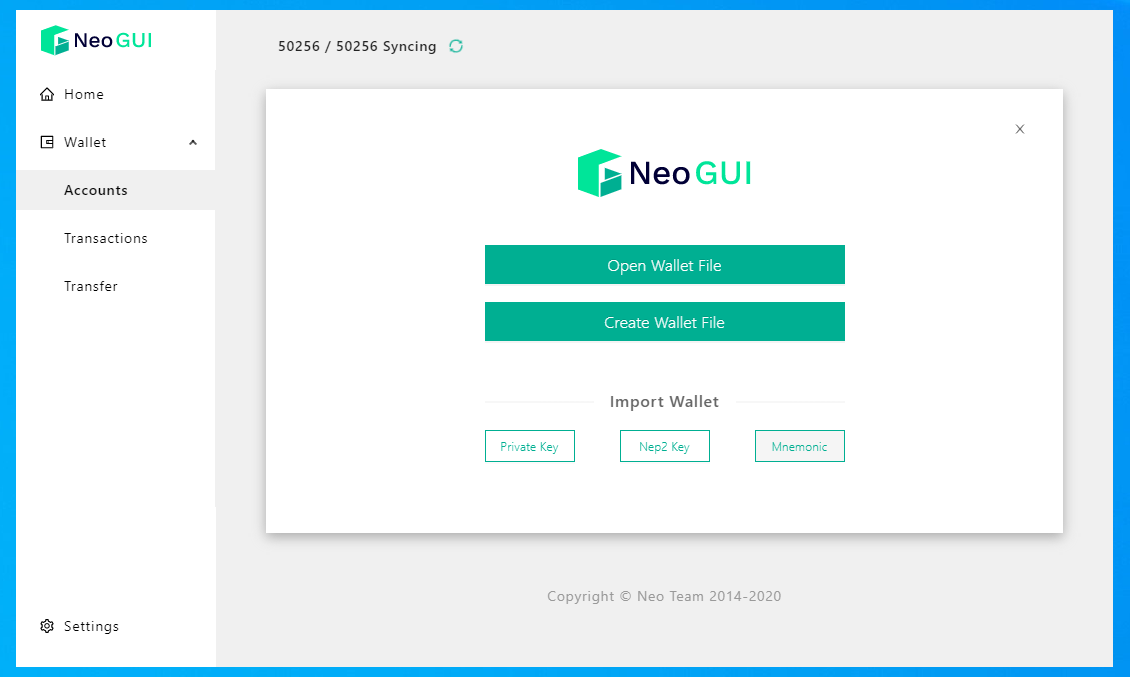 Neo GUI
50256 / 50256 Syncing
Home
Wallet
Accounts
Transactions
Transfer
Settings
Neo GUI
Open Wallet File
Create Wallet File
Import Wallet
Private Key
Nep2 Key
Mnemonic
Copyright © Neo Team 2014-2020